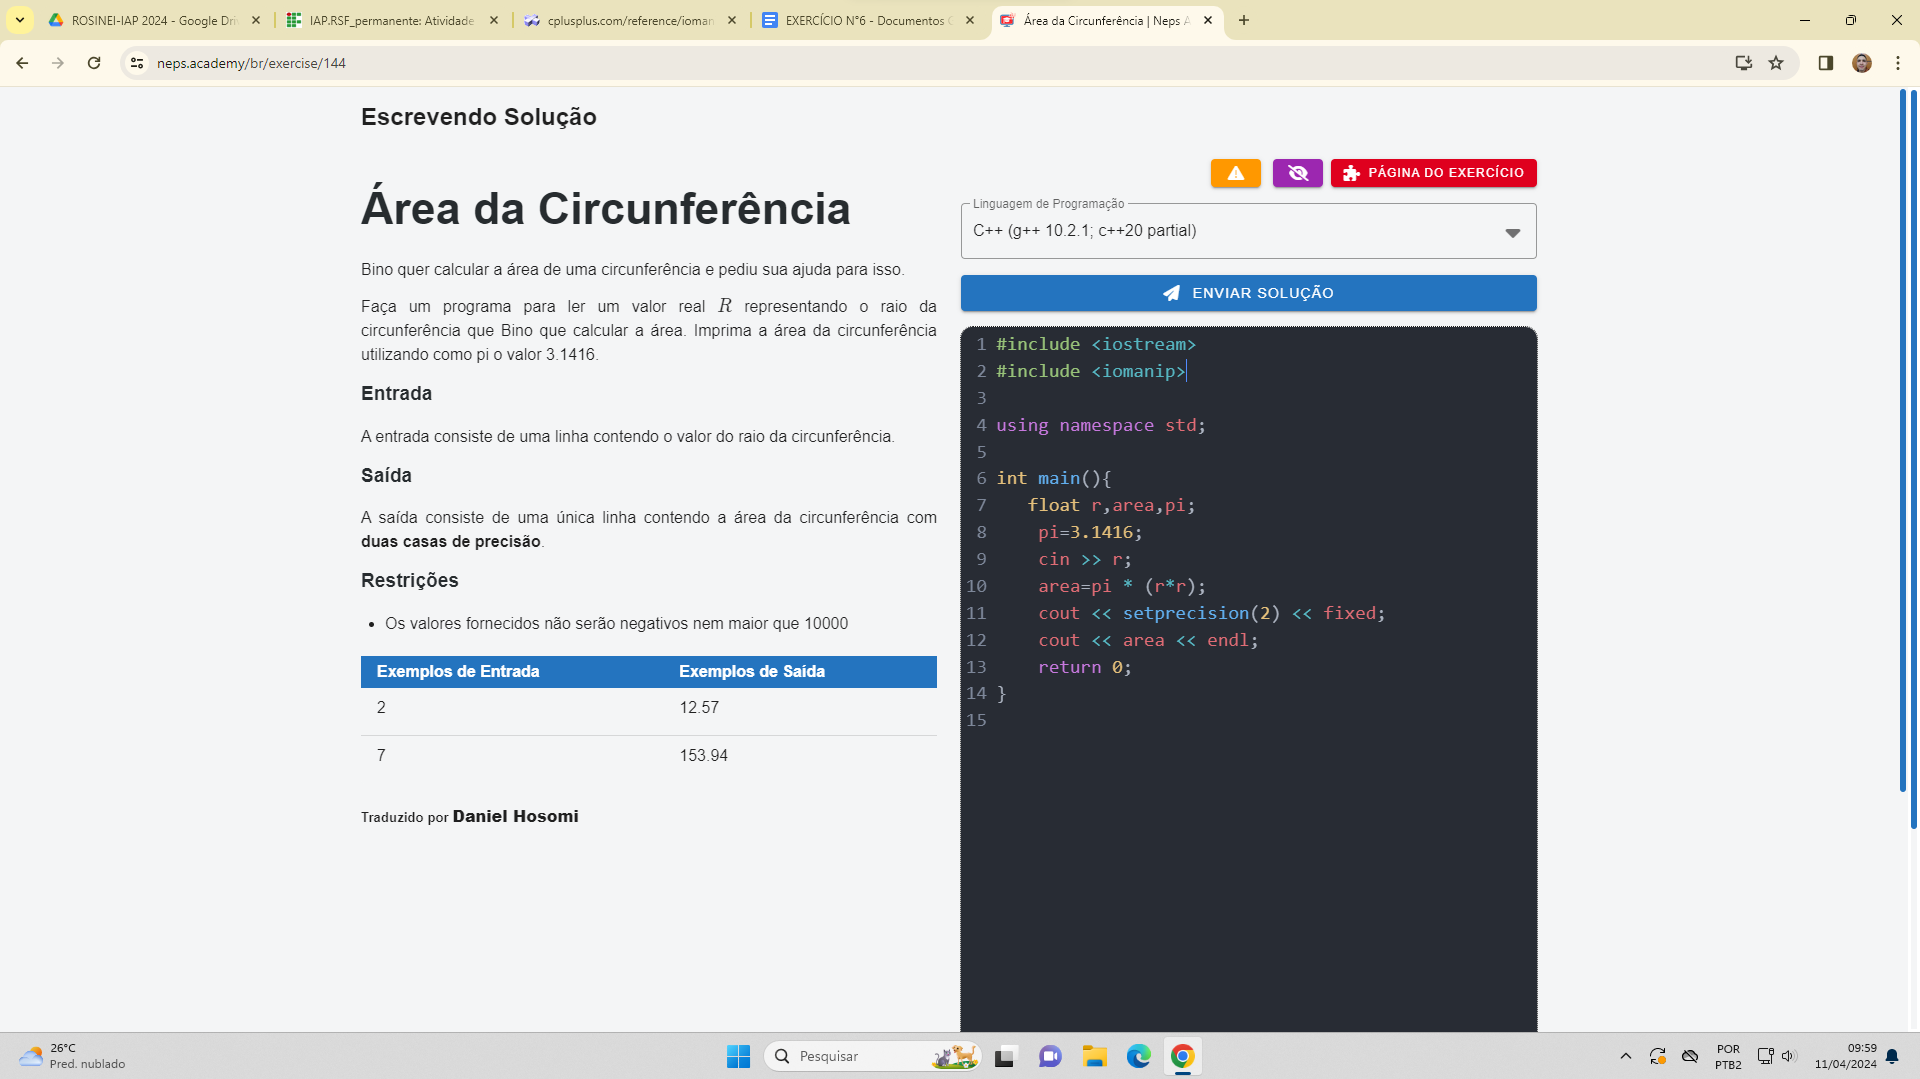 ROSINEI-IAP 2024 - Google Dri
IAP.RSF_permanente: Atividade
cplusplus.com/reference/ioma
EXERCÍCIO N°6 - Documentos G
Área da Circunferência | Neps A
neps.academy/br/exercise/144
Escrevendo Solução
PÁGINA DO EXERCÍCIO
Área da Circunferência
Linguagem de Programação
C++ (g++ 10.2.1; c++20 partial)
ENVIAR SOLUÇÃO
Bino quer calcular a área de uma circunferência e pediu sua ajuda para isso.
Faça um programa para ler um valor real R representando o raio da
circunferência que Bino que calcular a área. Imprima a área da circunferência
utilizando como pi o valor 3.1416.
Entrada
A entrada consiste de uma linha contendo o valor do raio da circunferência.
Saída
A saída consiste de uma única linha contendo a área da circunferência com
duas casas de precisão.
Restrições
• Os valores fornecidos não serão negativos nem maior que 10000
Exemplos de Entrada Exemplos de Saída
2 12.57
7 153.94
Traduzido por Daniel Hosomi
1 #include <iostream>
2 #include <iomanip>
3
4 using namespace std;
5
6 int main(){
7    float r,area,pi;
8     pi=3.1416;
9     cin >> r;
10     area=pi * (r*r);
11     cout << setprecision(2) << fixed;
12     cout << area << endl;
13     return 0;
14 }
15
26°C
Pred. nublado
Pesquisar
POR
PTB2
09:59
11/04/2024